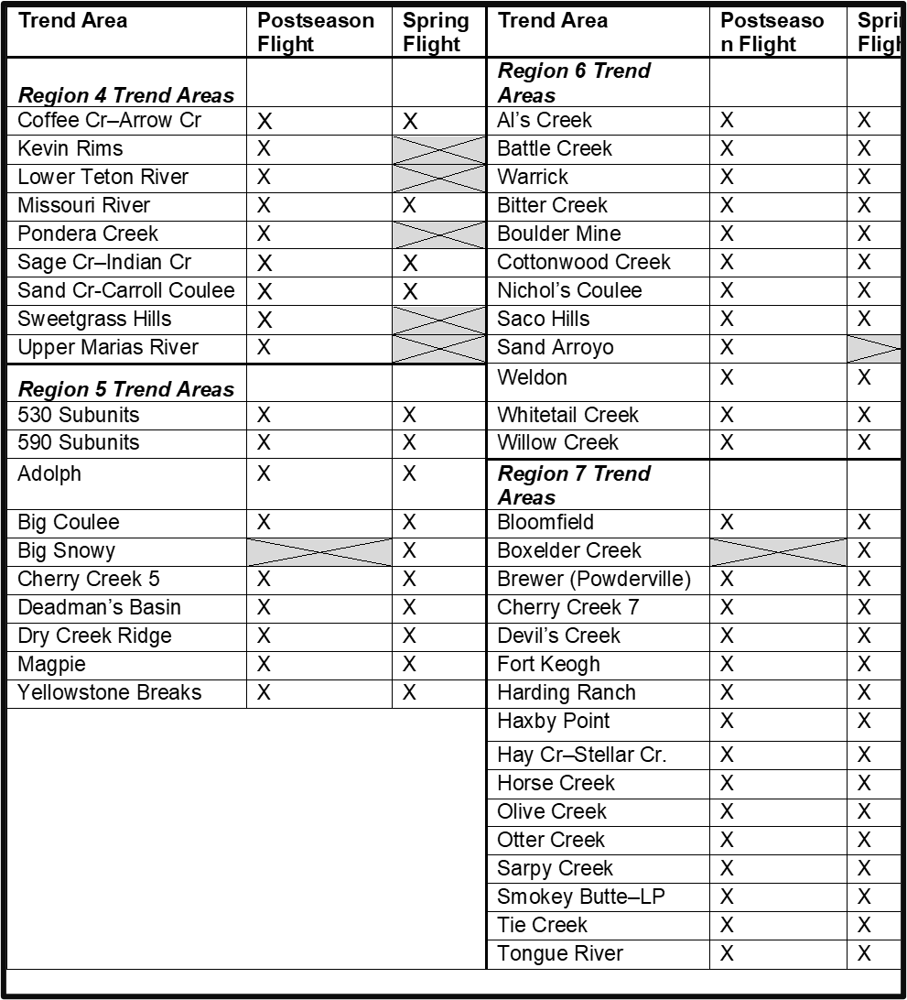 Trend Area Postseason Flight Spring Flight
Region 4 Trend Areas
Coffee Cr–Arrow Cr X X
Kevin Rims X
Lower Teton River X
Missouri River X X
Pondera Creek X
Sage Cr–Indian Cr X X
Sand Cr-Carroll Coulee X X
Sweetgrass Hills X
Upper Marias River X
Region 5 Trend Areas
530 Subunits X X
590 Subunits X X
Adolph X X
Big Coulee X X
Big Snowy X
Cherry Creek 5 X X
Deadman’s Basin X X
Dry Creek Ridge X X
Magpie X X
Yellowstone Breaks X X
Trend Area Postseaso Sprin
n Flight Fligh
Region 6 Trend
Areas
Al’s Creek X X
Battle Creek X X
Warrick X X
Bitter Creek X X
Boulder Mine X X
Cottonwood Creek X X
Nichol’s Coulee X X
Saco Hills X X
Sand Arroyo X
Weldon X X
Whitetail Creek X X
Willow Creek X X
Region 7 Trend
Areas
Bloomfield X X
Boxelder Creek X
Brewer (Powderville) X X
Cherry Creek 7 X X
Devil’s Creek X X
Fort Keogh X X
Harding Ranch X X
Haxby Point X X
Hay Cr–Stellar Cr. X X
Horse Creek X X
Olive Creek X X
Otter Creek X X
Sarpy Creek X X
Smokey Butte–LP X X
Tie Creek X X
Tongue River X X